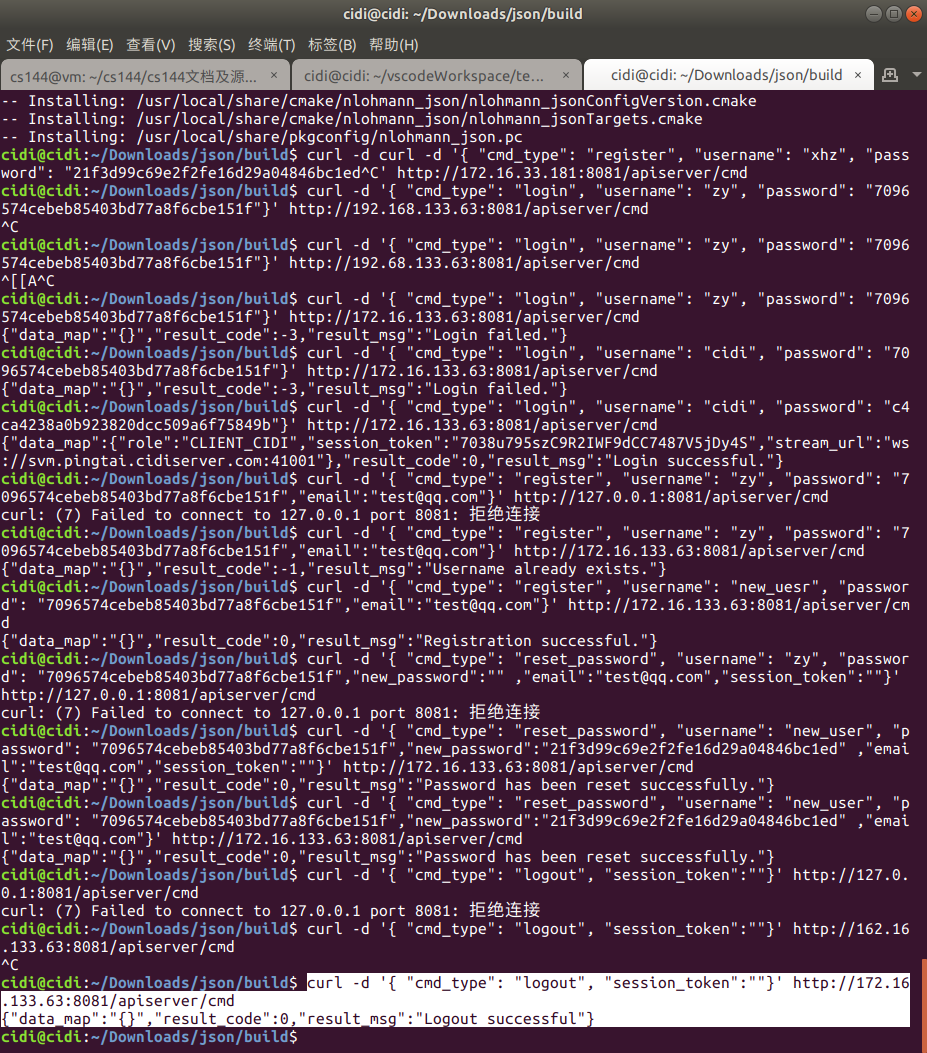 cidi@cidi: ~/Downloads/json/build
文件(F) 编辑(E) 查看(V) 搜索(S) 终端(T) 标签(B) 帮助(H)
cs144@vm: ~/cs144/cs144文档及源... × cidi@cidi: ~/vscodeWorkspace/te... × cidi@cidi: ~/Downloads/json/build ×
-- Installing: /usr/local/share/cmake/nlohmann_json/nlohmann_jsonConfigVersion.cmake
-- Installing: /usr/local/share/cmake/nlohmann_json/nlohmann_jsonTargets.cmake
-- Installing: /usr/local/share/pkgconfig/nlohmann_json.pc
cidi@cidi:~/Downloads/json/build$ curl -d curl -d '{ "cmd_type": "register", "username": "xhz", "pass
word": "21f3d99c69e2f2fe16d29a04846bc1ed^C' http://172.16.33.181:8081/apiserver/cmd
cidi@cidi:~/Downloads/json/build$ curl -d '{ "cmd_type": "login", "username": "zy", "password": "7096
574cebeb85403bd77a8f6cbe151f"}' http://192.168.133.63:8081/apiserver/cmd
^C
cidi@cidi:~/Downloads/json/build$ curl -d '{ "cmd_type": "login", "username": "zy", "password": "7096
574cebeb85403bd77a8f6cbe151f"}' http://192.68.133.63:8081/apiserver/cmd
^[[A^C
cidi@cidi:~/Downloads/json/build$ curl -d '{ "cmd_type": "login", "username": "zy", "password": "7096
574cebeb85403bd77a8f6cbe151f"}' http://172.16.133.63:8081/apiserver/cmd
{"data_map":"{}","result_code":-3,"result_msg":"Login failed."}
cidi@cidi:~/Downloads/json/build$ curl -d '{ "cmd_type": "login", "username": "cidi", "password": "70
96574cebeb85403bd77a8f6cbe151f"}' http://172.16.133.63:8081/apiserver/cmd
{"data_map":"{}","result_code":-3,"result_msg":"Login failed."}
cidi@cidi:~/Downloads/json/build$ curl -d '{ "cmd_type": "login", "username": "cidi", "password": "c4
ca4238a0b923820dcc509a6f75849b"}' http://172.16.133.63:8081/apiserver/cmd
{"data_map":{"role":"CLIENT_CIDI","session_token":"7038u795szC9R2IWF9dCC7487V5jDy4S","stream_url":"ws
://svm.pingtai.cidiserver.com:41001"},"result_code":0,"result_msg":"Login successful."}
cidi@cidi:~/Downloads/json/build$ curl -d '{ "cmd_type": "register", "username": "zy", "password": "7
096574cebeb85403bd77a8f6cbe151f","email":"test@qq.com"}' http://127.0.0.1:8081/apiserver/cmd
curl: (7) Failed to connect to 127.0.0.1 port 8081: 拒绝连接
cidi@cidi:~/Downloads/json/build$ curl -d '{ "cmd_type": "register", "username": "zy", "password": "7
096574cebeb85403bd77a8f6cbe151f","email":"test@qq.com"}' http://172.16.133.63:8081/apiserver/cmd
{"data_map":"{}","result_code":-1,"result_msg":"Username already exists."}
cidi@cidi:~/Downloads/json/build$ curl -d '{ "cmd_type": "register", "username": "new_uesr", "passwor
d": "7096574cebeb85403bd77a8f6cbe151f","email":"test@qq.com"}' http://172.16.133.63:8081/apiserver/cm
d
{"data_map":"{}","result_code":0,"result_msg":"Registration successful."}
cidi@cidi:~/Downloads/json/build$ curl -d '{ "cmd_type": "reset_password", "username": "zy", "passwor
d": "7096574cebeb85403bd77a8f6cbe151f","new_password":"" ,"email":"test@qq.com","session_token":""}'
http://127.0.0.1:8081/apiserver/cmd
curl: (7) Failed to connect to 127.0.0.1 port 8081: 拒绝连接
cidi@cidi:~/Downloads/json/build$ curl -d '{ "cmd_type": "reset_password", "username": "new_user", "p
assword": "7096574cebeb85403bd77a8f6cbe151f","new_password":"21f3d99c69e2f2fe16d29a04846bc1ed" ,"emai
l":"test@qq.com","session_token":""}' http://172.16.133.63:8081/apiserver/cmd
{"data_map":"{}","result_code":0,"result_msg":"Password has been reset successfully."}
cidi@cidi:~/Downloads/json/build$ curl -d '{ "cmd_type": "reset_password", "username": "new_user", "p
assword": "7096574cebeb85403bd77a8f6cbe151f","new_password":"21f3d99c69e2f2fe16d29a04846bc1ed" ,"emai
l":"test@qq.com"}' http://172.16.133.63:8081/apiserver/cmd
{"data_map":"{}","result_code":0,"result_msg":"Password has been reset successfully."}
cidi@cidi:~/Downloads/json/build$ curl -d '{ "cmd_type": "logout", "session_token":""}' http://127.0.
0.1:8081/apiserver/cmd
curl: (7) Failed to connect to 127.0.0.1 port 8081: 拒绝连接
cidi@cidi:~/Downloads/json/build$ curl -d '{ "cmd_type": "logout", "session_token":""}' http://162.16
.133.63:8081/apiserver/cmd
^C
cidi@cidi:~/Downloads/json/build$ curl -d '{ "cmd_type": "logout", "session_token":""}' http://172.16
.133.63:8081/apiserver/cmd
{"data_map":"{}","result_code":0,"result_msg":"Logout successful"}
cidi@cidi:~/Downloads/json/build$